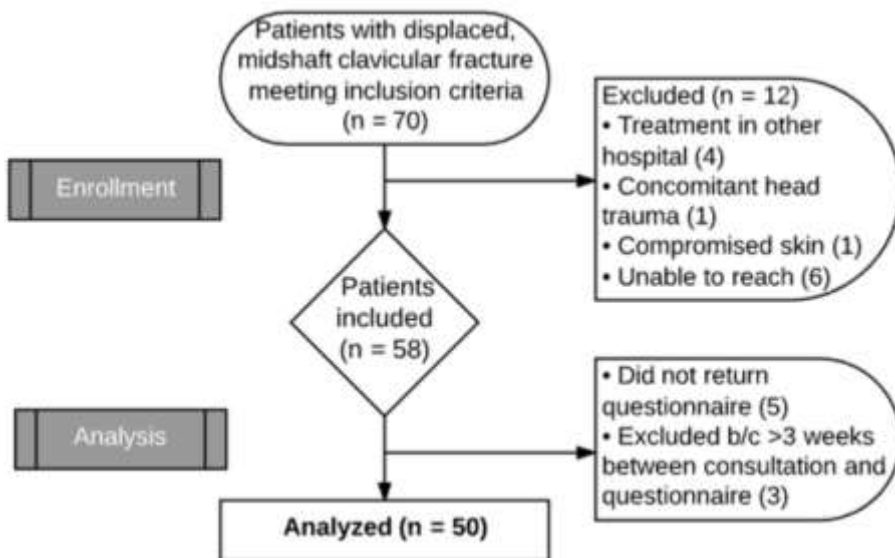 Patients with displaced,
midshaft clavicular fracture
meeting inclusion criteria
(n = 70)
Excluded (n = 12)
• Treatment in other
hospital (4)
• Concomitant head
trauma (1)
• Compromised skin (1)
• Unable to reach (6)
Enrollment
Patients
included
(n = 58)
• Did not return
questionnaire (5)
• Excluded b/c >3 weeks
between consultation and
questionnaire (3)
Analysis
Analyzed (n = 50)